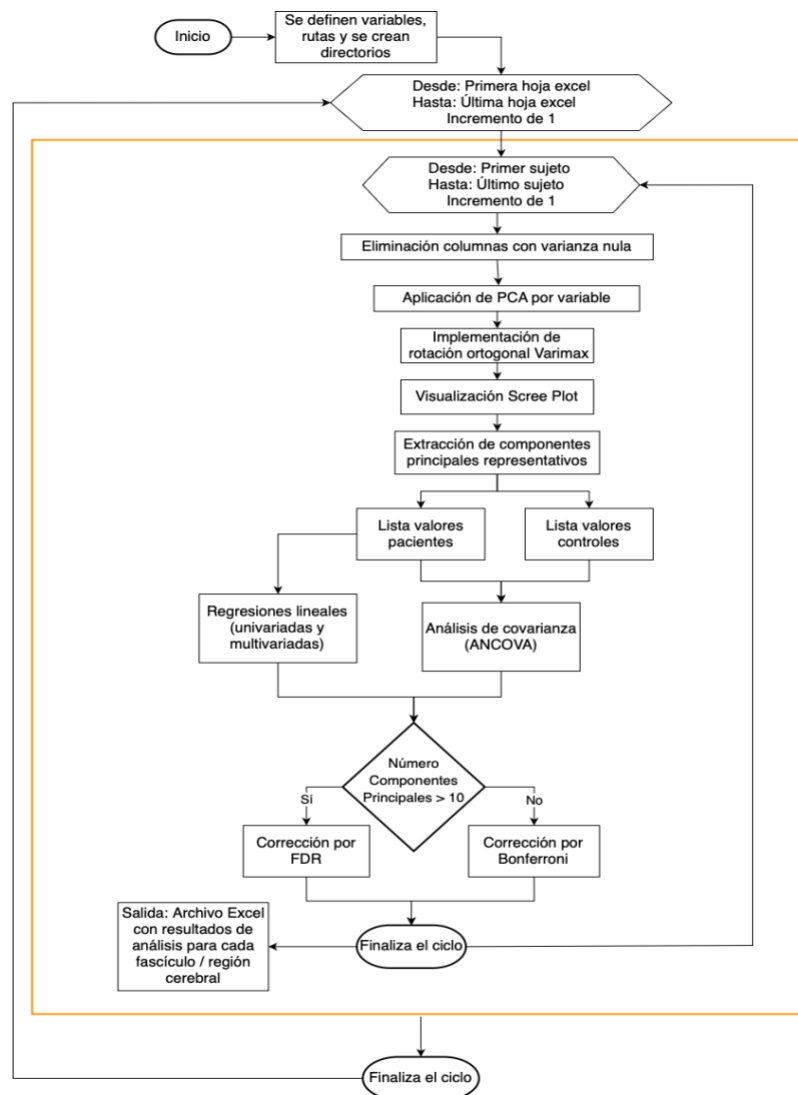 Inicio
Se definen variables,
rutas y se crean
directorios
Desde: Primera hoja excel
Hasta: Última hoja excel
Incremento de 1
Desde: Primer sujeto
Hasta: Último sujeto
Incremento de 1
Eliminación columnas con varianza nula
Aplicación de PCA por variable
Implementación de
rotación ortogonal Varimax
Visualización Scree Plot
Extracción de componentes
principales representativos
Lista valores
pacientes
Lista valores
controles
Regresiones lineales
(univariadas y
multivariadas)
Análisis de covarianza
(ANCOVA)
Número
Componentes
Principales > 10
Sí
No
Corrección por
FDR
Corrección por
Bonferroni
Salida: Archivo Excel
con resultados de
análisis para cada
fascículo / región
cerebral
Finaliza el ciclo
Finaliza el ciclo